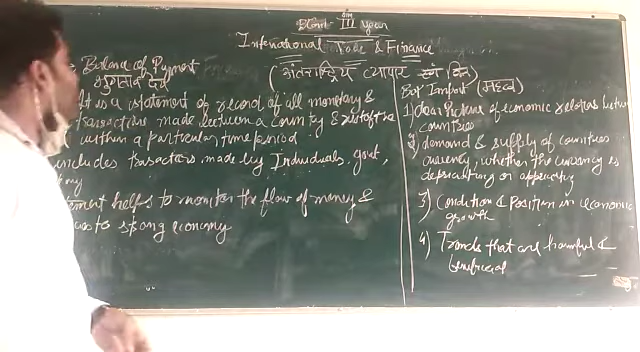 III Year
International Trade & Finance
(अंतर्राष्ट्रीय व्यापार एवं वित्त)
Balance of Payment
भुगतान
It is a statement of record of all monetary &
transactions made between a country & rest of the
within a particular time period
includes transactions made by Individuals, govt,
statement helps to monitor the flow of money &
to economy
BoP Import (महत्व)
1) clear Picture of economic relations between
countries
2) demand & supply of countries
currency, whether the currency is
depreciating or appreciating
3) Condition & Position in economic
growth
4) Trends that are harmful &
beneficial